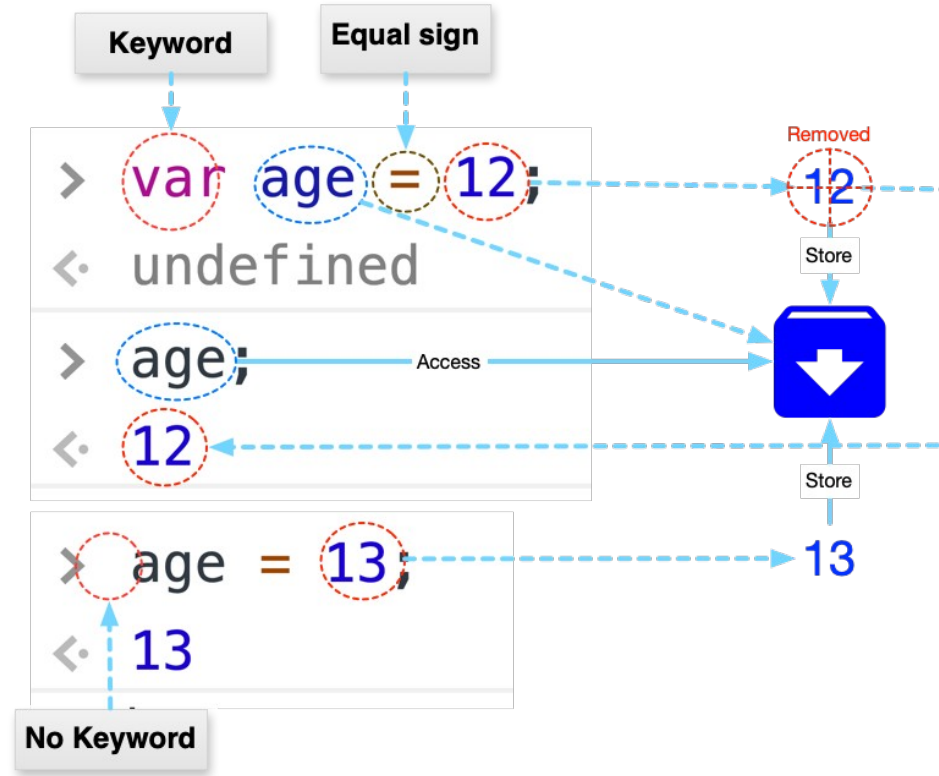 Keyword
Equal sign
> var age = 12;
undefined
> age;
Access
12
Removed
12
Store
Store
13
> age = 13;
13
No Keyword